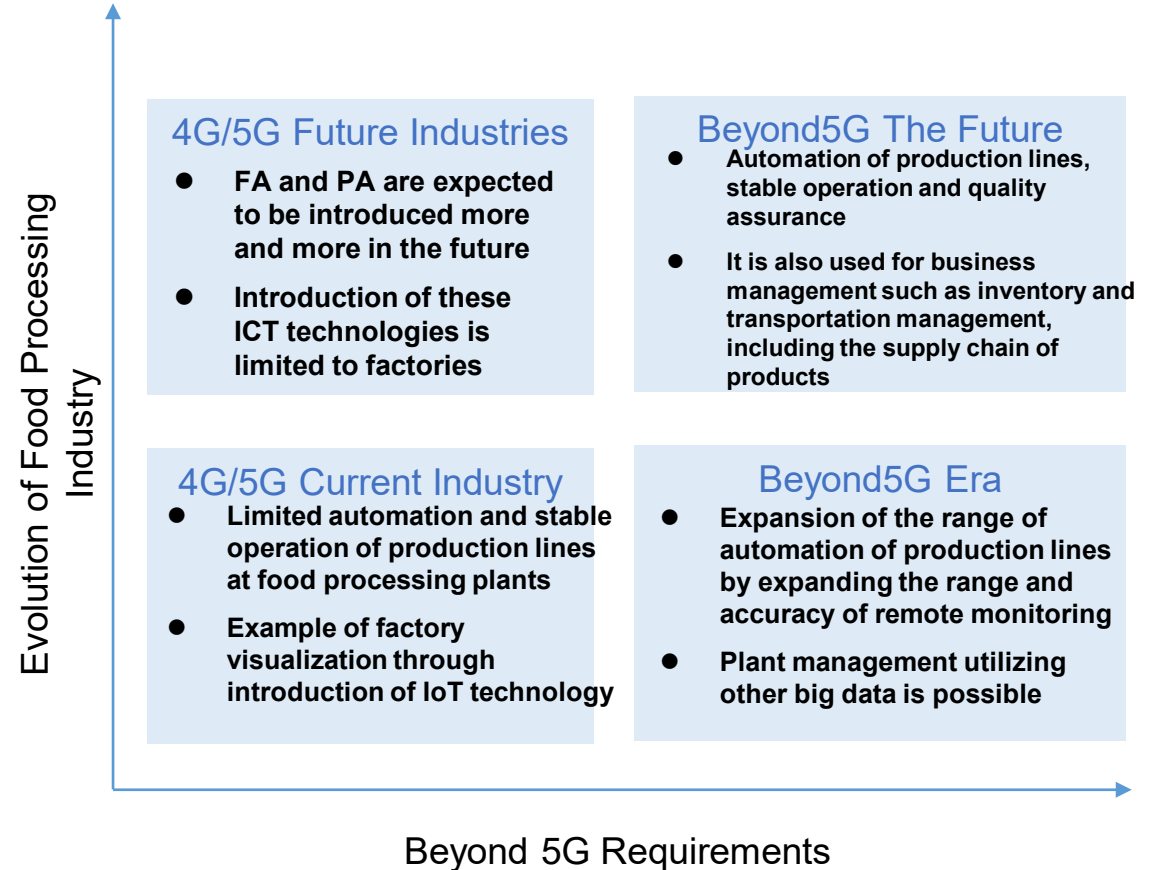 Evolution of Food Processing
Industry
4G/5G Future Industries
● FA and PA are expected
to be introduced more
and more in the future
● Introduction of these
ICT technologies is
limited to factories
Beyond5G The Future
● Automation of production lines,
stable operation and quality
assurance
● It is also used for business
management such as inventory and
transportation management,
including the supply chain of
products
4G/5G Current Industry
● Limited automation and stable
operation of production lines
at food processing plants
● Example of factory
visualization through
introduction of IoT technology
Beyond5G Era
● Expansion of the range of
automation of production lines
by expanding the range and
accuracy of remote monitoring
● Plant management utilizing
other big data is possible
Beyond 5G Requirements